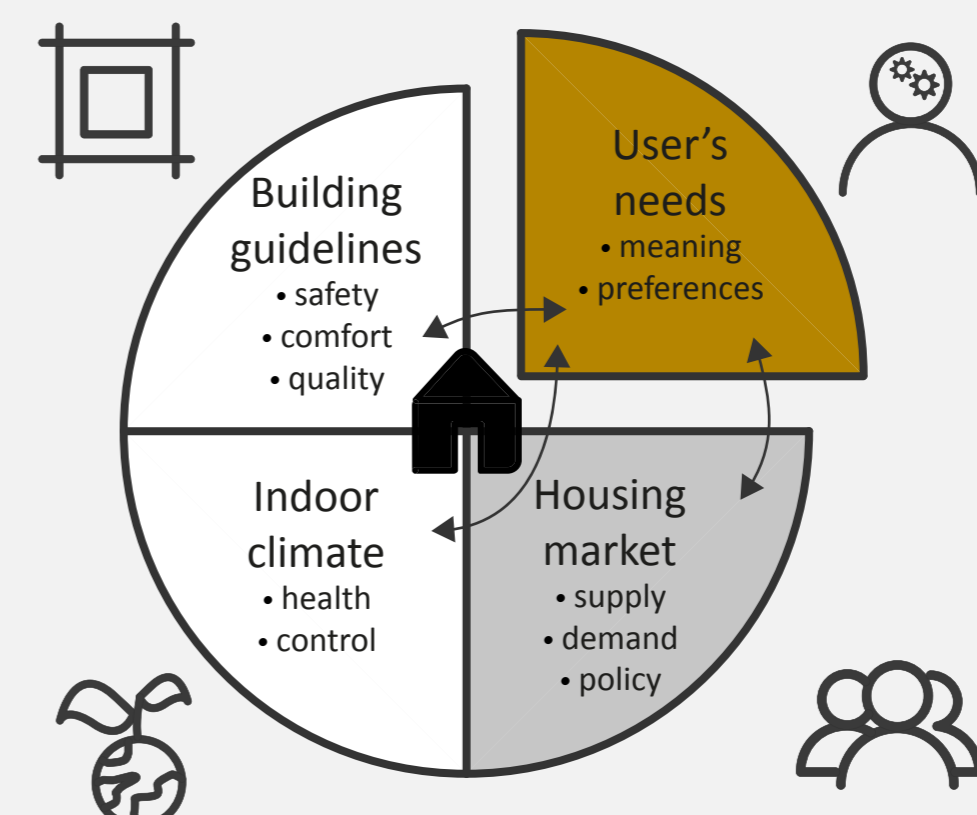 Building
guidelines
• safety
• comfort
• quality
User’s
needs
• meaning
• preferences
Indoor
climate
• health
• control
Housing
market
• supply
• demand
• policy